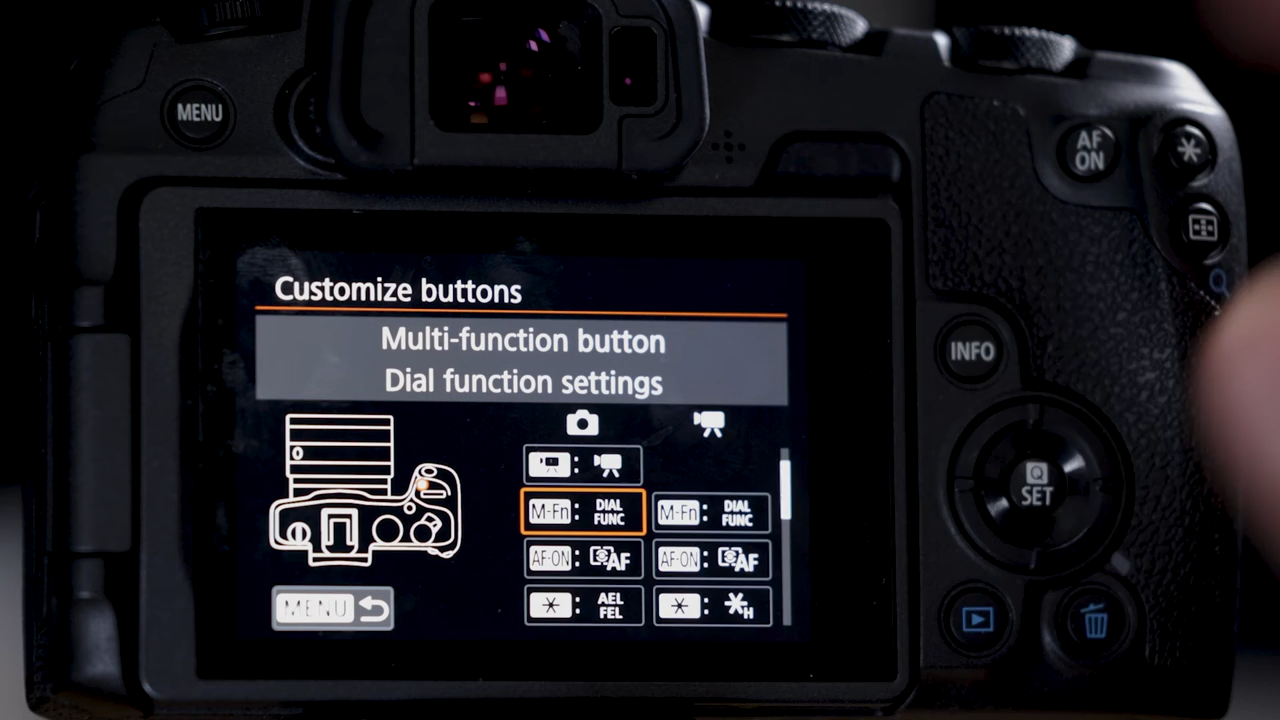 MENU
AF
ON
INFO
Q
SET
Customize buttons
Multi-function button
Dial function settings
M-Fn : DIAL FUNC
M-Fn : DIAL FUNC
AF-ON : AF
AF-ON : AF
AEL
FEL
H
MENU